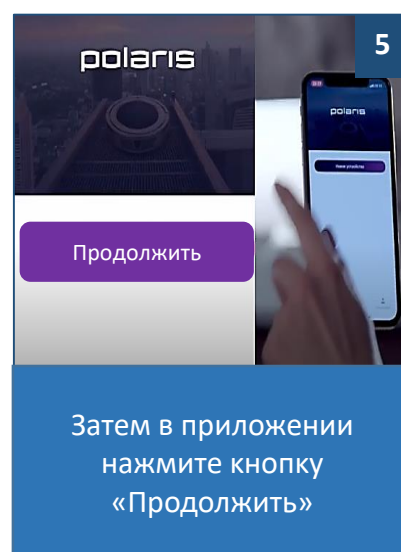 polaris
5
polaris
Продолжить
Затем в приложении
нажмите кнопку
«Продолжить»